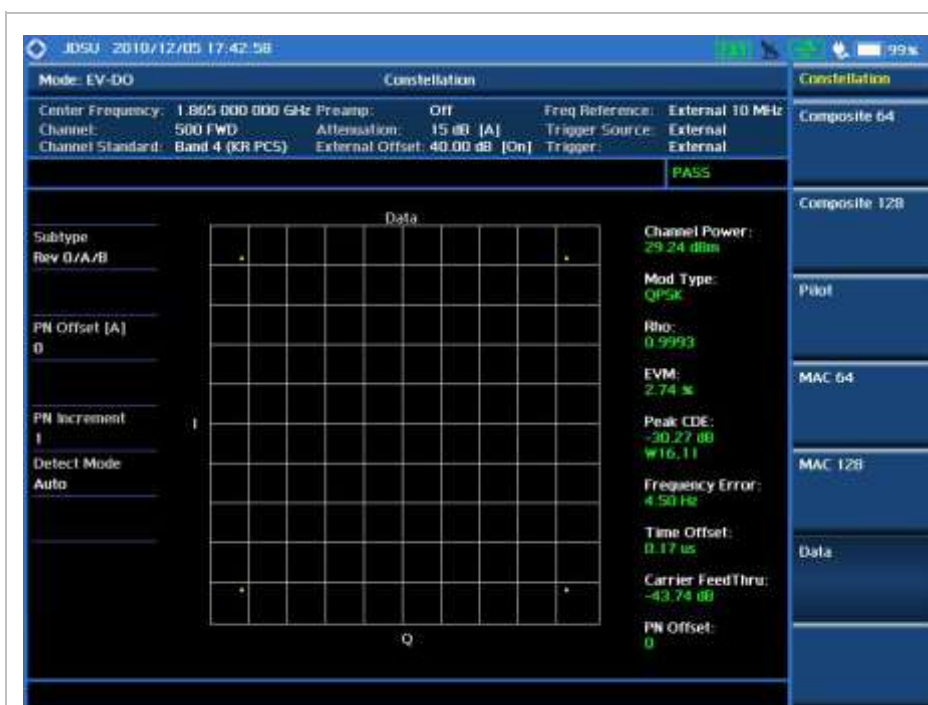 JDSU 2010/12/05 17:42:58 EXT 99%
Mode: EV-DO Constellation
Constellation
Center Frequency: 1.865 000 000 GHz Preamp: Off Freq Reference: External 10 MHz
Channel: 500 FWD Attenuation: 15 dB [A] Trigger Source: External
Channel Standard: Band 4 (KR PCS) External Offset: 40.00 dB [On] Trigger: External
PASS
Data
Subtype
Rev 0/A/B
PN Offset [A]
0
PN Increment
1
Detect Mode
Auto
I
Q
Channel Power:
29.24 dBm
Mod Type:
QPSK
Rho:
0.9993
EVM:
2.74 %
Peak CDE:
-30.27 dB
W16,11
Frequency Error:
4.50 Hz
Time Offset:
0.17 us
Carrier FeedThru:
-43.74 dB
PN Offset:
0
Composite 64
Composite 128
Pilot
MAC 64
MAC 128
Data